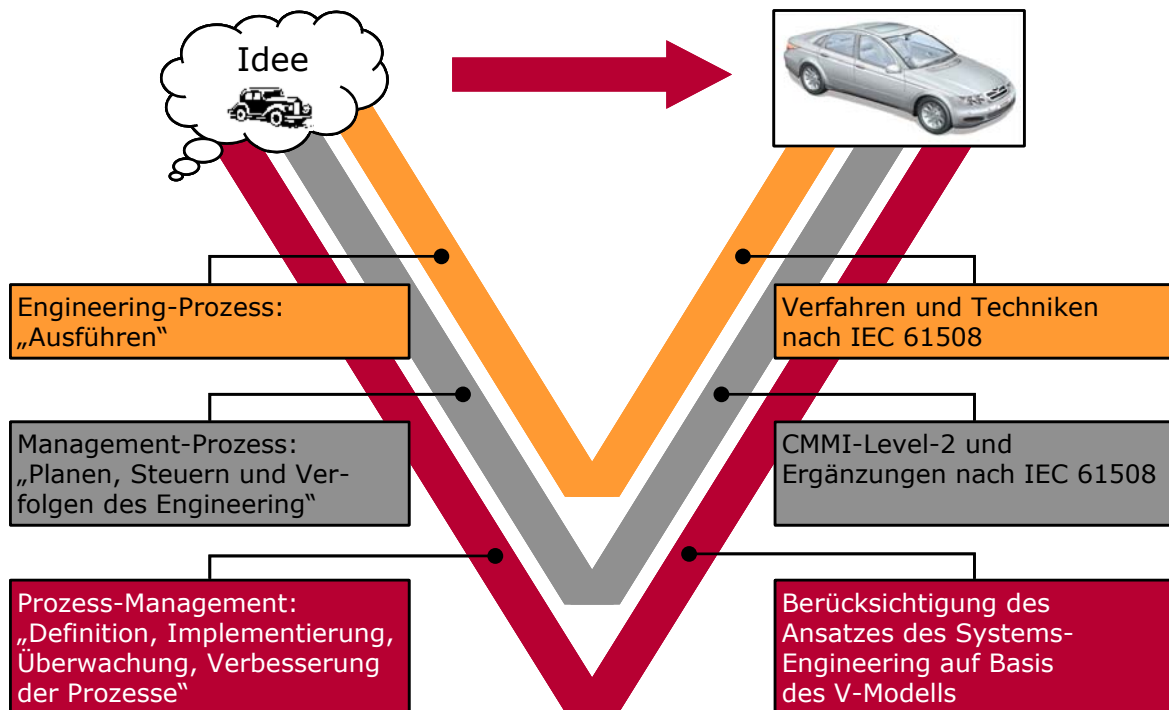 Idee
Engineering-Prozess:
„Ausführen“
Verfahren und Techniken
nach IEC 61508
Management-Prozess:
„Planen, Steuern und Ver-
folgen des Engineering“
CMMI-Level-2 und
Ergänzungen nach IEC 61508
Prozess-Management:
„Definition, Implementierung,
Überwachung, Verbesserung
der Prozesse“
Berücksichtigung des
Ansatzes des Systems-
Engineering auf Basis
des V-Modells